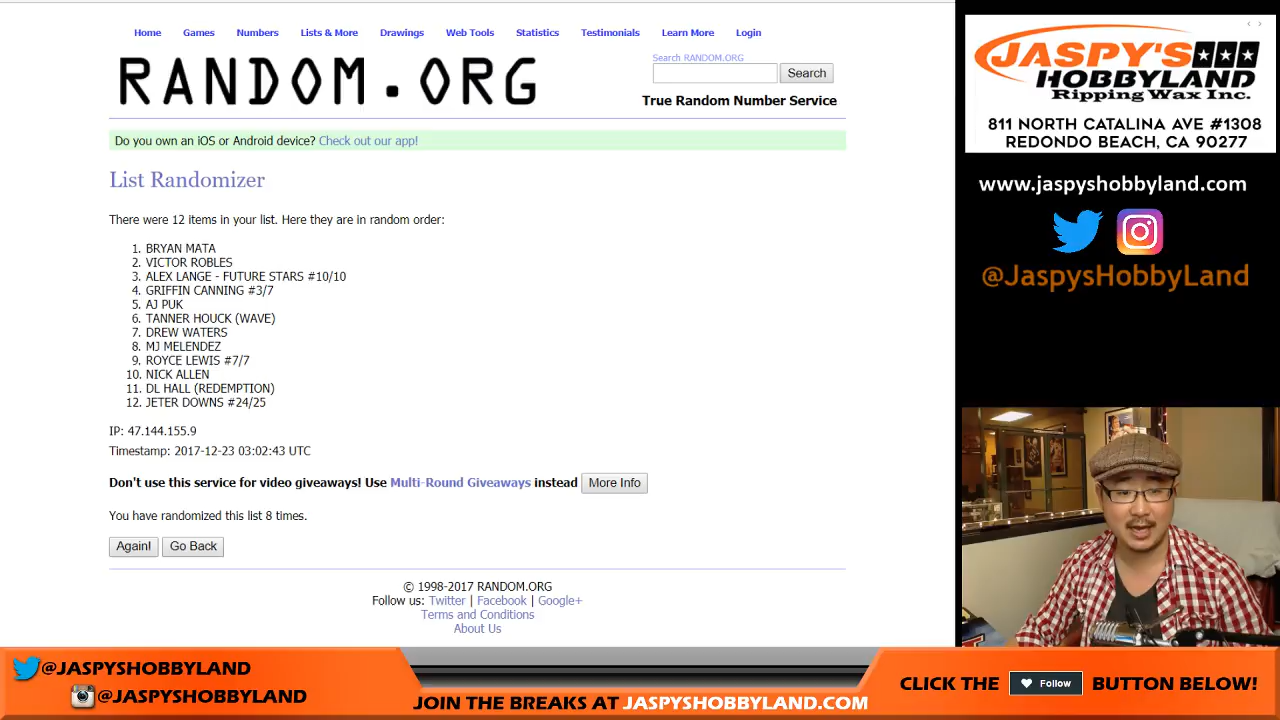 Home Games Numbers Lists & More Drawings Web Tools Statistics Testimonials Learn More Login
RANDOM.ORG
Search RANDOM.ORG
Search
True Random Number Service
Do you own an iOS or Android device? Check out our app!
List Randomizer
There were 12 items in your list. Here they are in random order:
1. BRYAN MATA
2. VICTOR ROBLES
3. ALEX LANGE - FUTURE STARS #10/10
4. GRIFFIN CANNING #3/7
5. AJ PUK
6. TANNER HOUCK (WAVE)
7. DREW WATERS
8. MJ MELENDEZ
9. ROYCE LEWIS #7/7
10. NICK ALLEN
11. DL HALL (REDEMPTION)
12. JETER DOWNS #24/25
IP: 47.144.155.9
Timestamp: 2017-12-23 03:02:43 UTC
Don't use this service for video giveaways! Use Multi-Round Giveaways instead More Info
You have randomized this list 8 times.
Again! Go Back
© 1998-2017 RANDOM.ORG
Follow us: Twitter | Facebook | Google+
Terms and Conditions
About Us
JASPY'S
HOBBYLAND
Ripping Wax Inc.
811 NORTH CATALINA AVE #1308
REDONDO BEACH, CA 90277
www.jaspyshobbyland.com
@JaspysHobbyLand
@JASPYSHOBBYLAND
@JASPYSHOBBYLAND
JOIN THE BREAKS AT JASPYSHOBBYLAND.COM
CLICK THE Follow BUTTON BELOW!